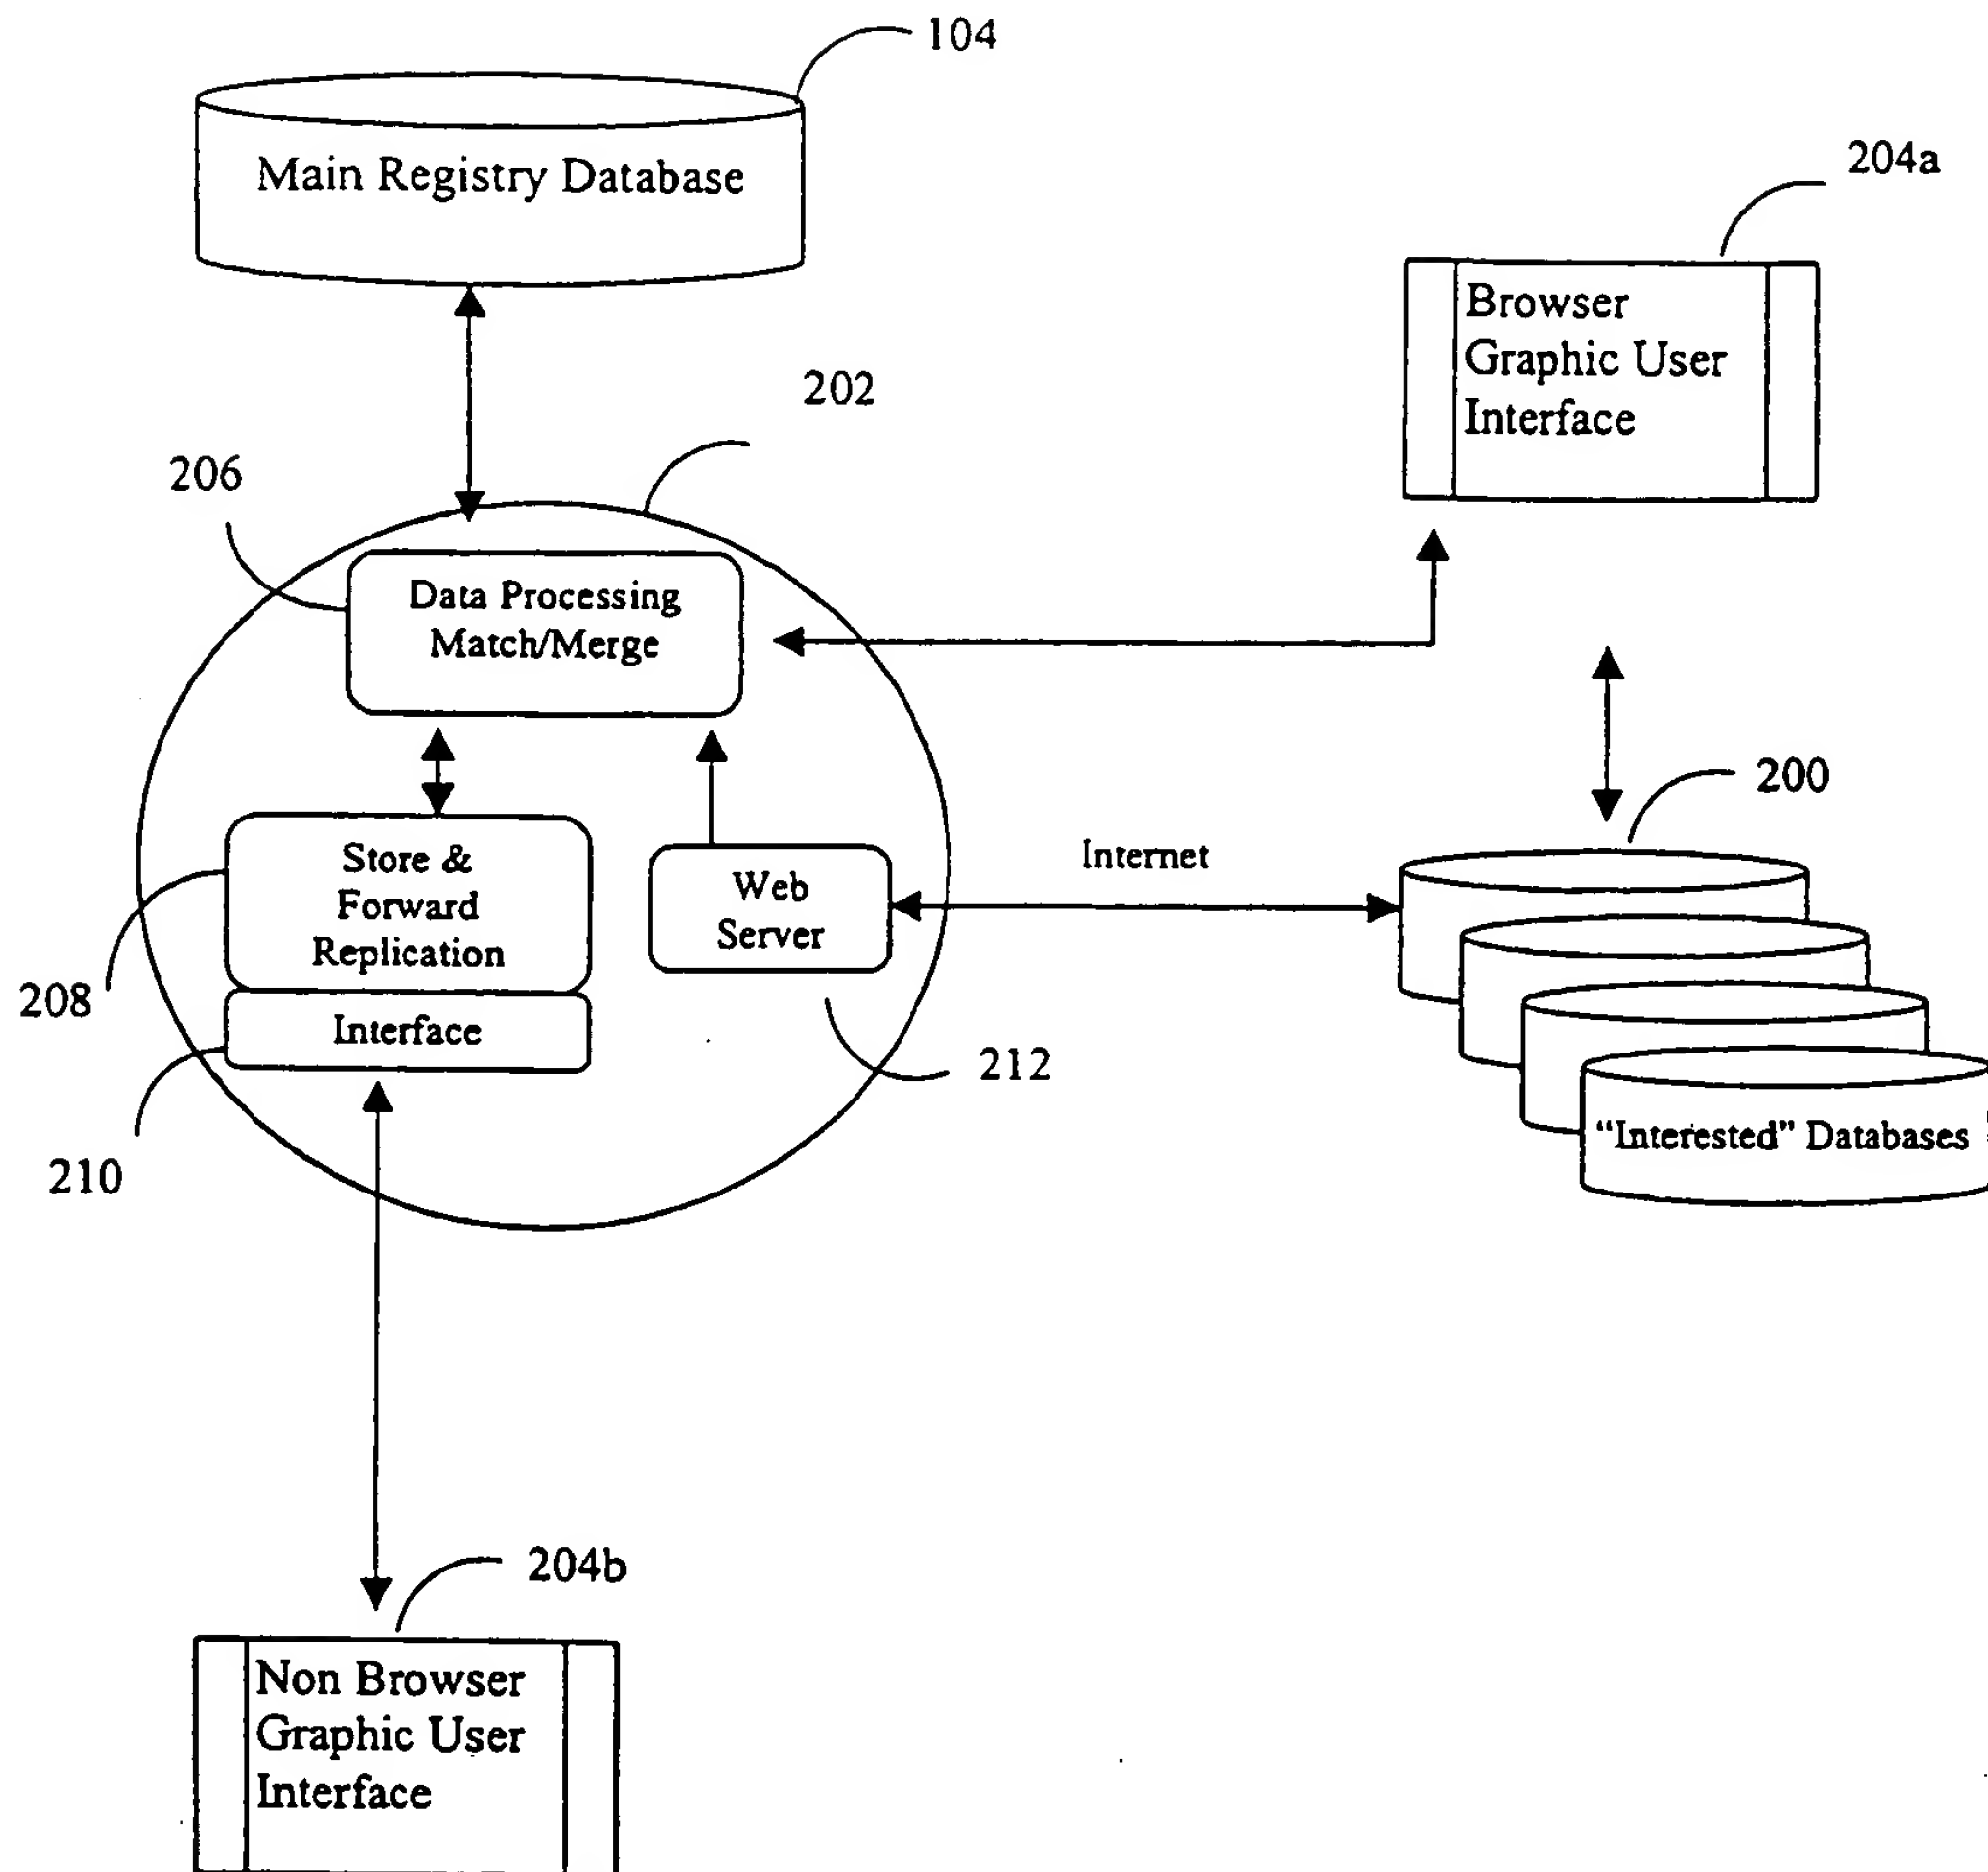 104
Main Registry Database
204a
Browser
Graphic User
Interface
202
206
Data Processing
Match/Merge
200
Internet
Store &
Forward
Replication
Web
Server
208
Interface
212
"Interested" Databases
210
204b
Non Browser
Graphic User
Interface